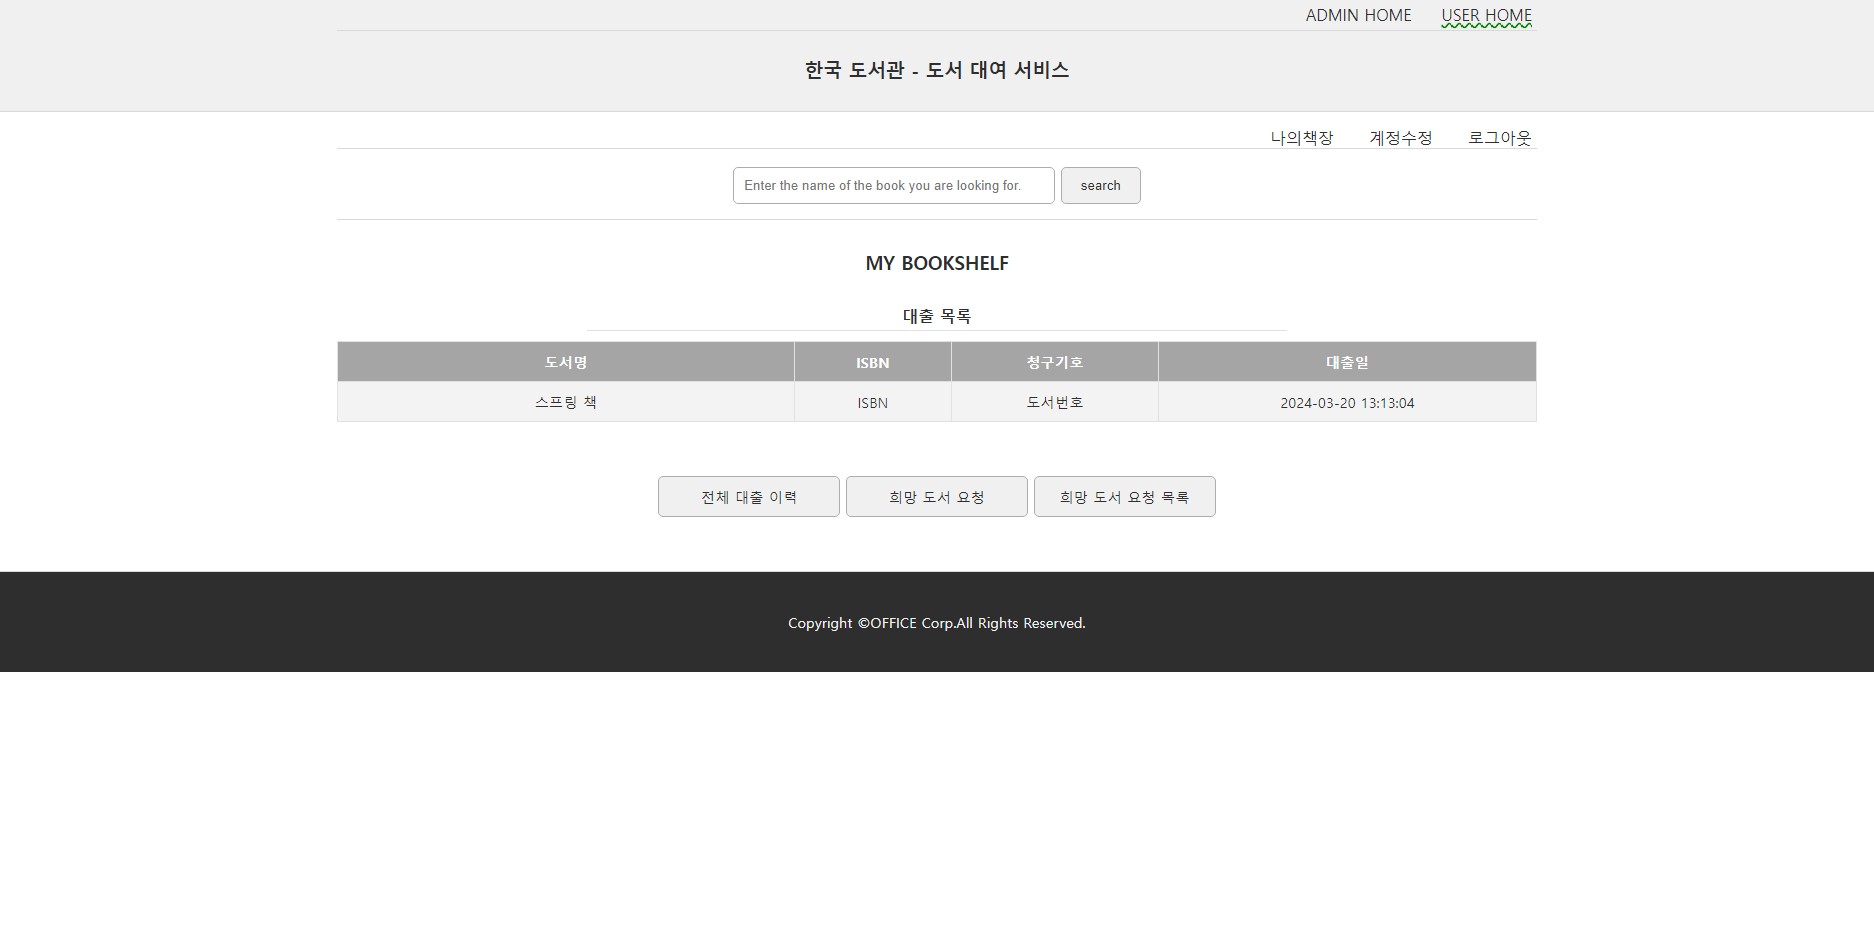 ADMIN HOME USER HOME
한국 도서관 - 도서 대여 서비스
나의책장 계정수정 로그아웃
Enter the name of the book you are looking for. search
MY BOOKSHELF
대출 목록
도서명 ISBN 청구기호 대출일
스프링 책 ISBN 도서번호 2024-03-20 13:13:04
전체 대출 이력 희망 도서 요청 희망 도서 요청 목록
Copyright ©OFFICE Corp.All Rights Reserved.